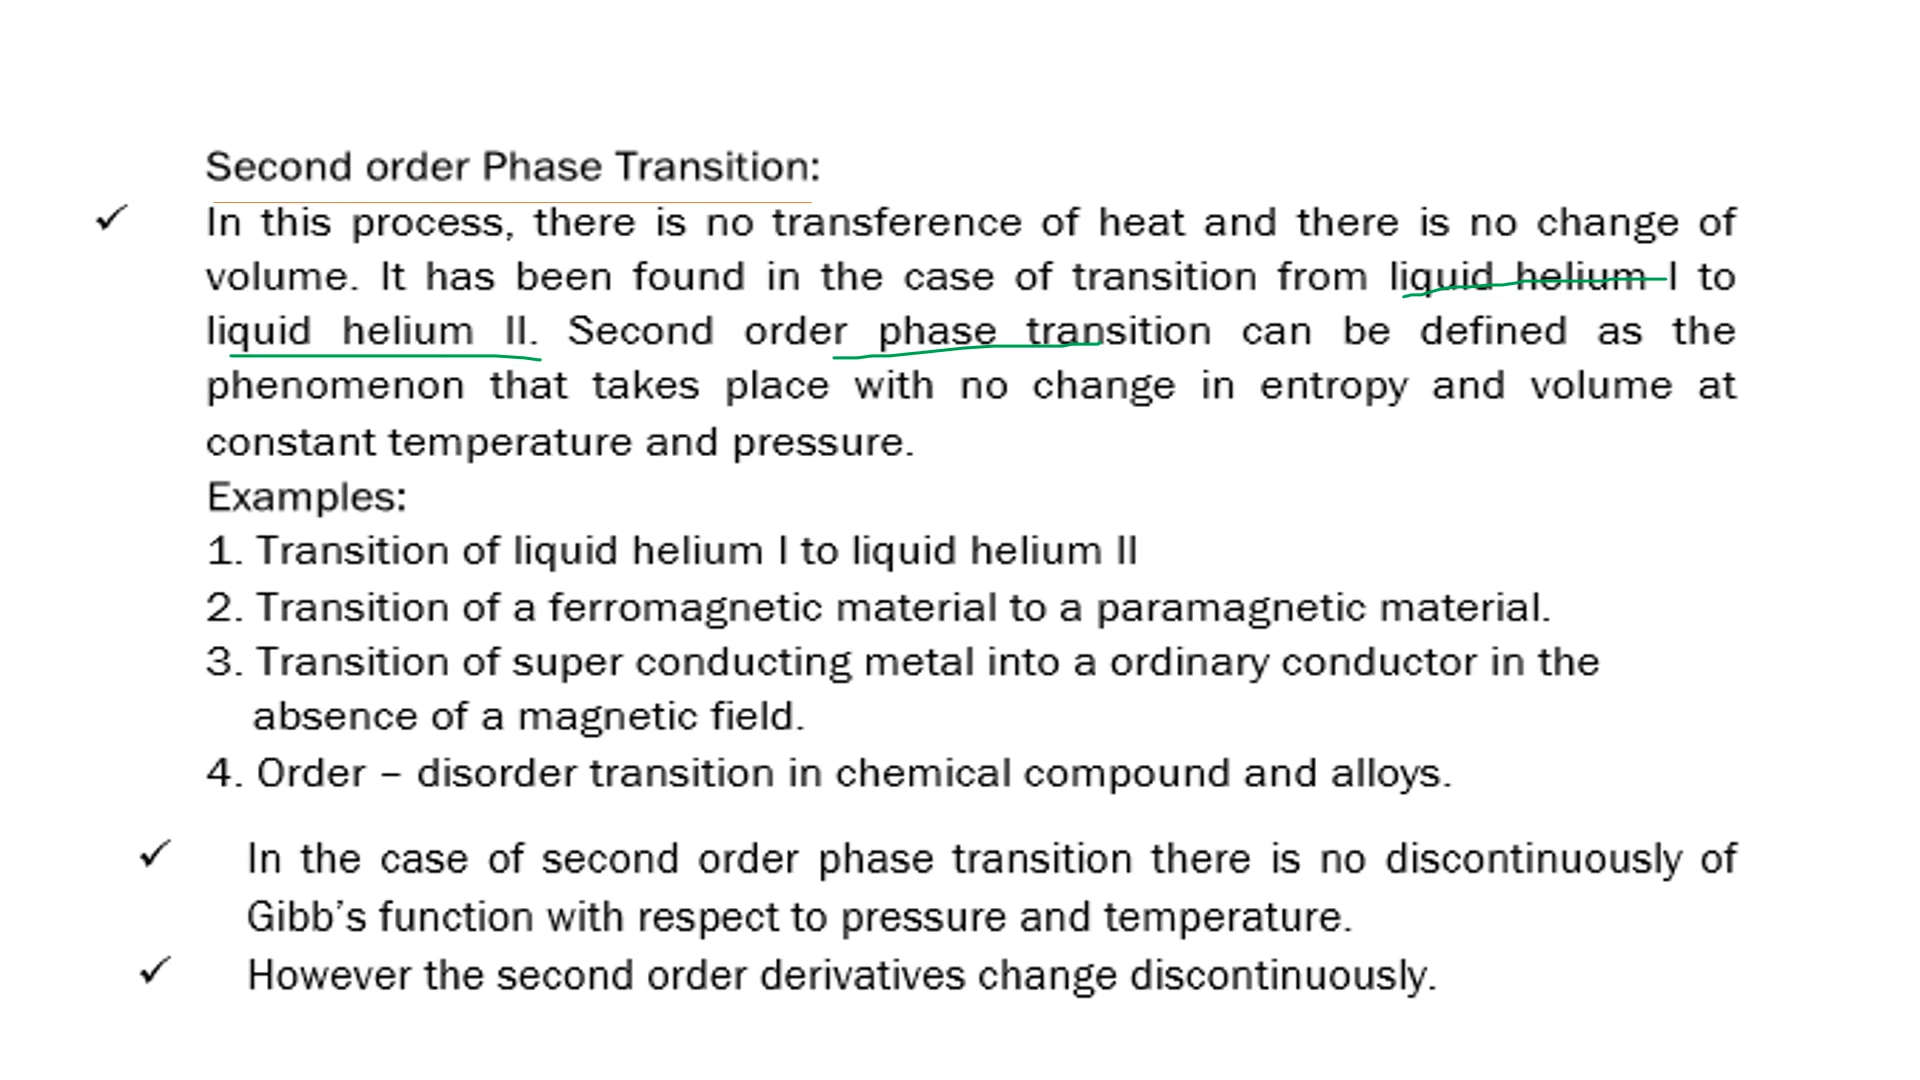 Second order Phase Transition:
✓ In this process, there is no transference of heat and there is no change of
volume. It has been found in the case of transition from liquid helium I to
liquid helium II. Second order phase transition can be defined as the
phenomenon that takes place with no change in entropy and volume at
constant temperature and pressure.
Examples:
1. Transition of liquid helium I to liquid helium II
2. Transition of a ferromagnetic material to a paramagnetic material.
3. Transition of super conducting metal into a ordinary conductor in the
absence of a magnetic field.
4. Order – disorder transition in chemical compound and alloys.
✓ In the case of second order phase transition there is no discontinuously of
Gibb’s function with respect to pressure and temperature.
✓ However the second order derivatives change discontinuously.